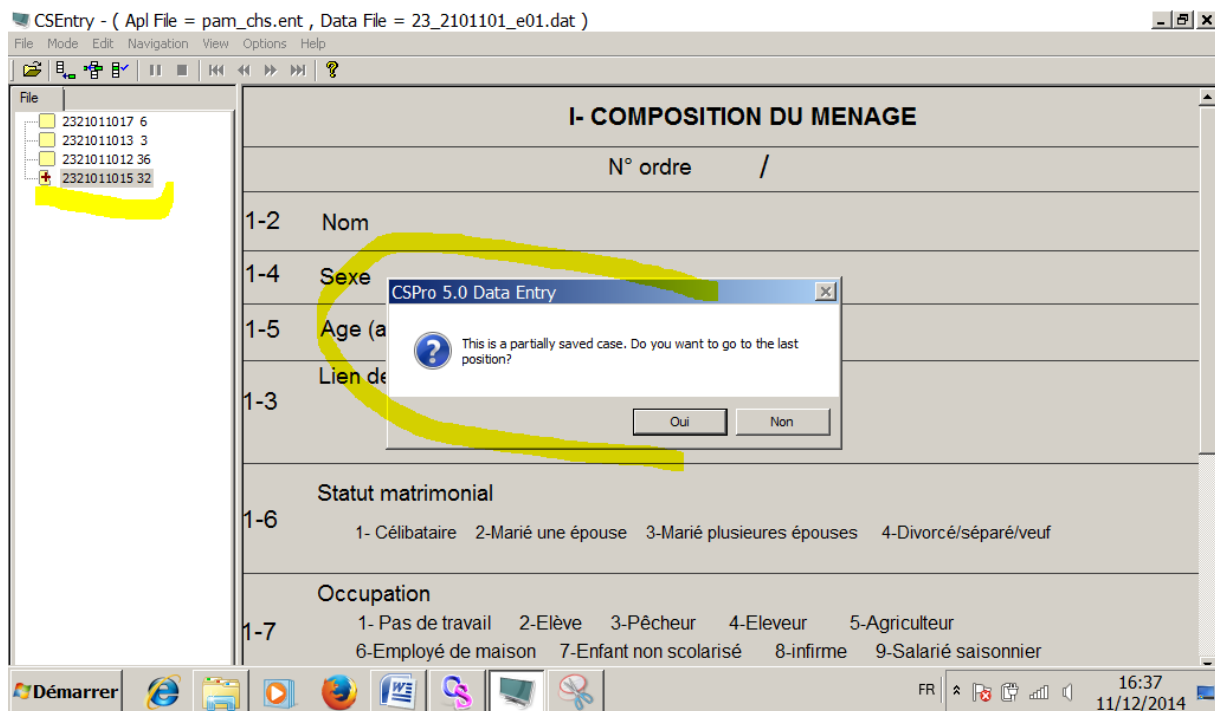 CSEntry - ( Apl File = pam_chs.ent , Data File = 23_2101101_e01.dat )
File Mode Edit Navigation View Options Help
File
2321011017 6
2321011013 3
2321011012 36
2321011015 32
I- COMPOSITION DU MENAGE
N° ordre /
1-2 Nom
1-4 Sexe
1-5 Age (a
Lien de
1-3
CSPro 5.0 Data Entry
This is a partially saved case. Do you want to go to the last
position?
Oui Non
Statut matrimonial
1-6
1- Célibataire 2-Marié une épouse 3-Marié plusieures épouses 4-Divorcé/séparé/veuf
Occupation
1- Pas de travail 2-Elève 3-Pêcheur 4-Eleveur 5-Agriculteur
1-7
6-Employé de maison 7-Enfant non scolarisé 8-infirme 9-Salarié saisonnier
Démarrer
FR
16:37
11/12/2014